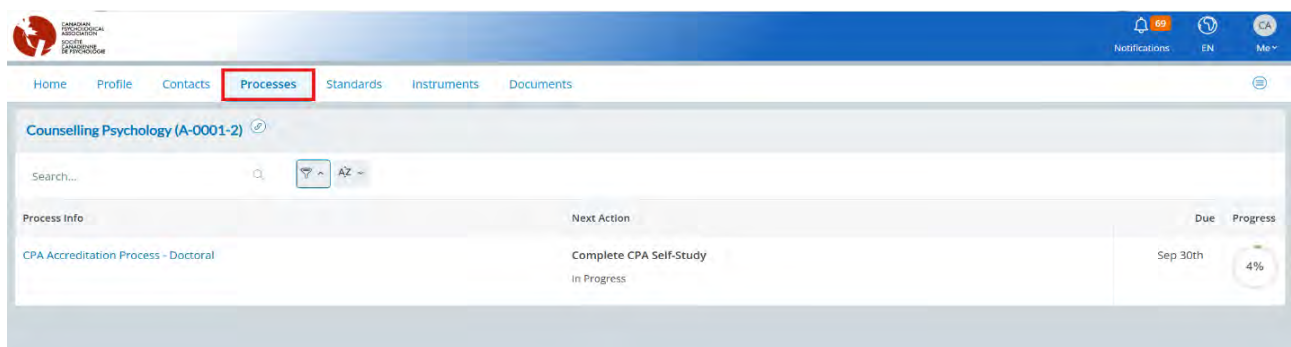 CANADIAN
PSYCHOLOGICAL
ASSOCIATION
SOCIÉTÉ
CANADIENNE
DE PSYCHOLOGIE
69
CA
Notifications EN Me
Home Profile Contacts Processes Standards Instruments Documents
Counselling Psychology (A-0001-2)
Search...
AZ
Process Info Next Action Due Progress
CPA Accreditation Process - Doctoral Complete CPA Self-Study Sep 30th 4%
In Progress